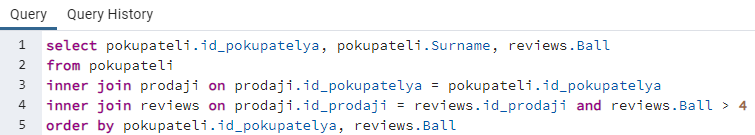 Query Query History
1 select pokupateli.id_pokupatelya, pokupateli.Surname, reviews.Ball
2 from pokupateli
3 inner join prodaji on prodaji.id_pokupatelya = pokupateli.id_pokupatelya
4 inner join reviews on prodaji.id_prodaji = reviews.id_prodaji and reviews.Ball > 4
5 order by pokupateli.id_pokupatelya, reviews.Ball